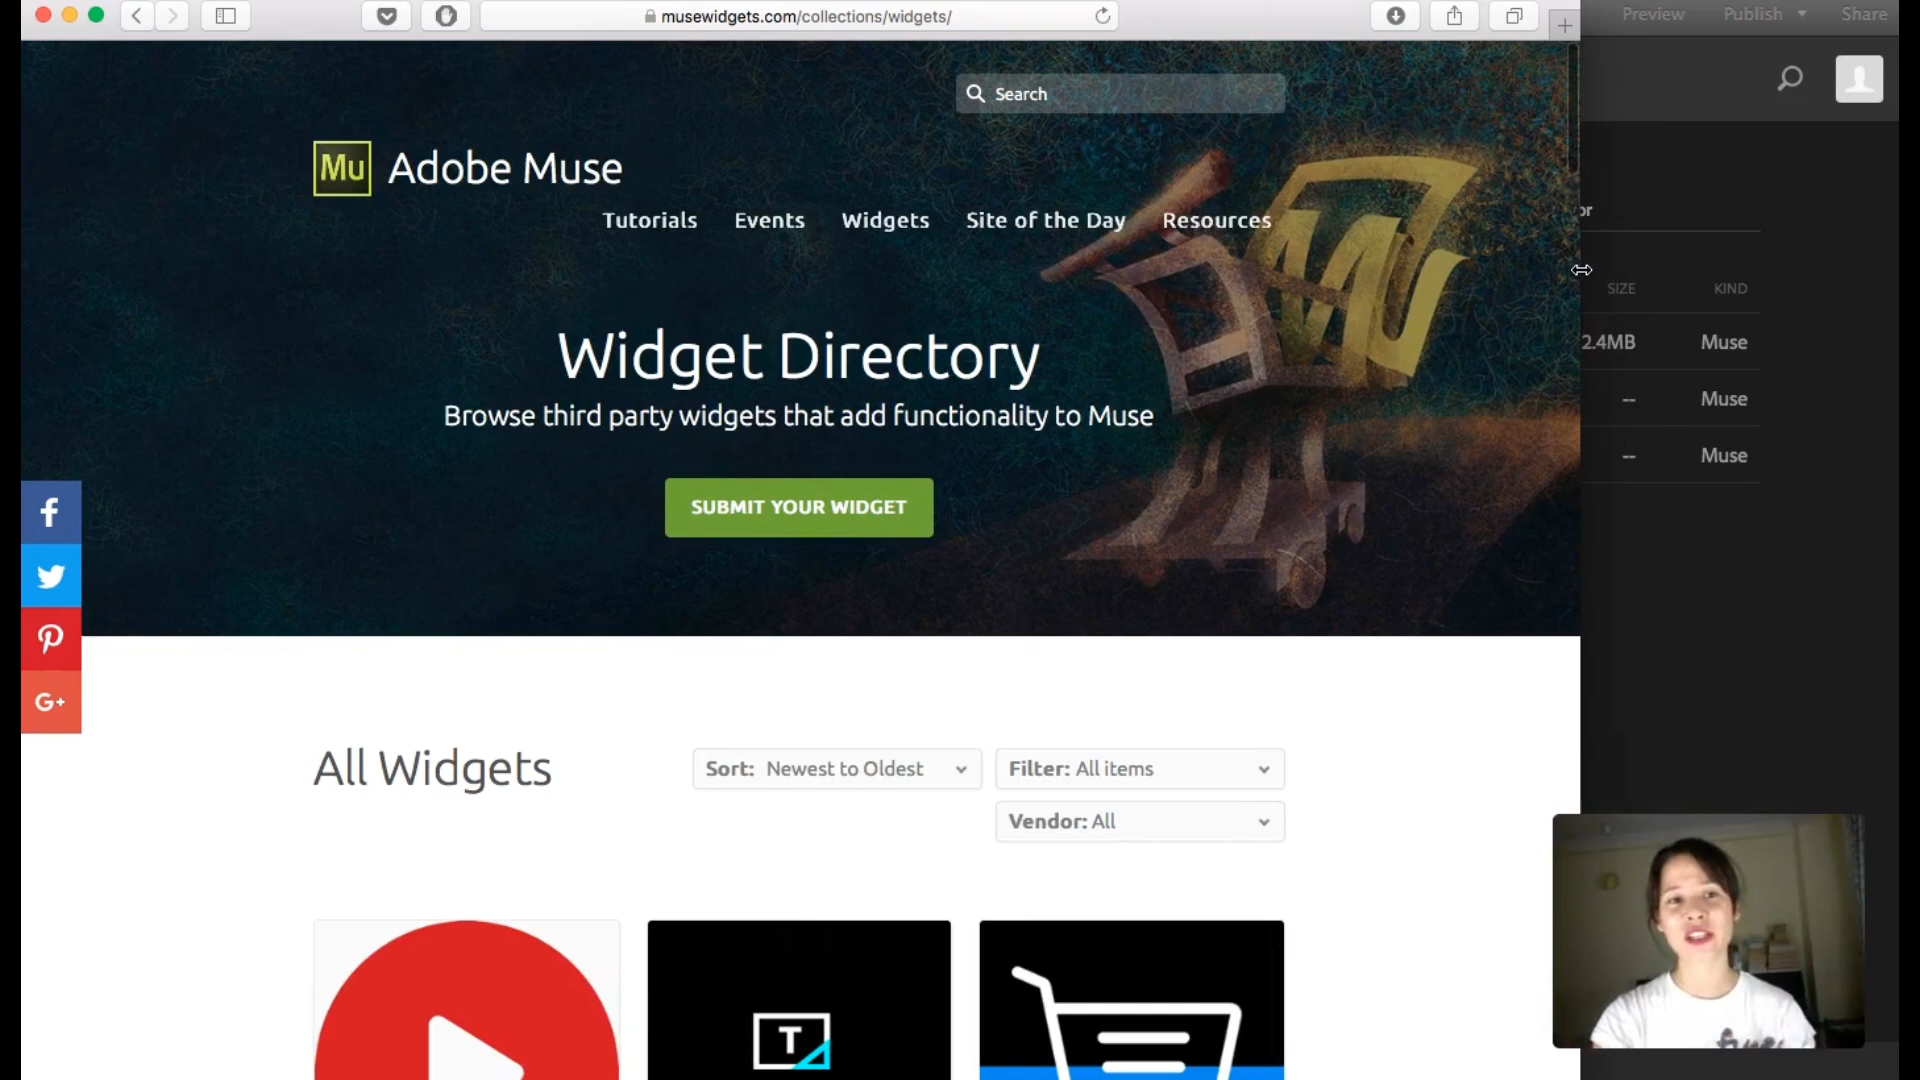 musewidgets.com/collections/widgets/
Preview Publish Share
Search
Mu Adobe Muse
Tutorials Events Widgets Site of the Day Resources
or
SIZE KIND
Widget Directory
2.4MB Muse
Browse third party widgets that add functionality to Muse
-- Muse
-- Muse
SUBMIT YOUR WIDGET
f
G+
All Widgets
Sort: Newest to Oldest
Filter: All items
Vendor: All
T